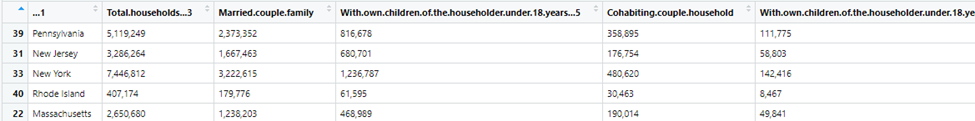 ...1 Total.households...3 Married.couple.family With.own.children.of.the.householder.under.18.years...5 Cohabiting.couple.household With.own.children.of.the.householder.under.18.years...
39 Pennsylvania 5,119,249 2,373,352 816,678 358,895 111,775
31 New Jersey 3,286,264 1,667,463 680,701 176,754 58,803
33 New York 7,446,812 3,222,615 1,236,787 480,620 142,416
40 Rhode Island 407,174 179,776 61,595 30,463 8,467
22 Massachusetts 2,650,680 1,238,203 468,989 190,014 49,841